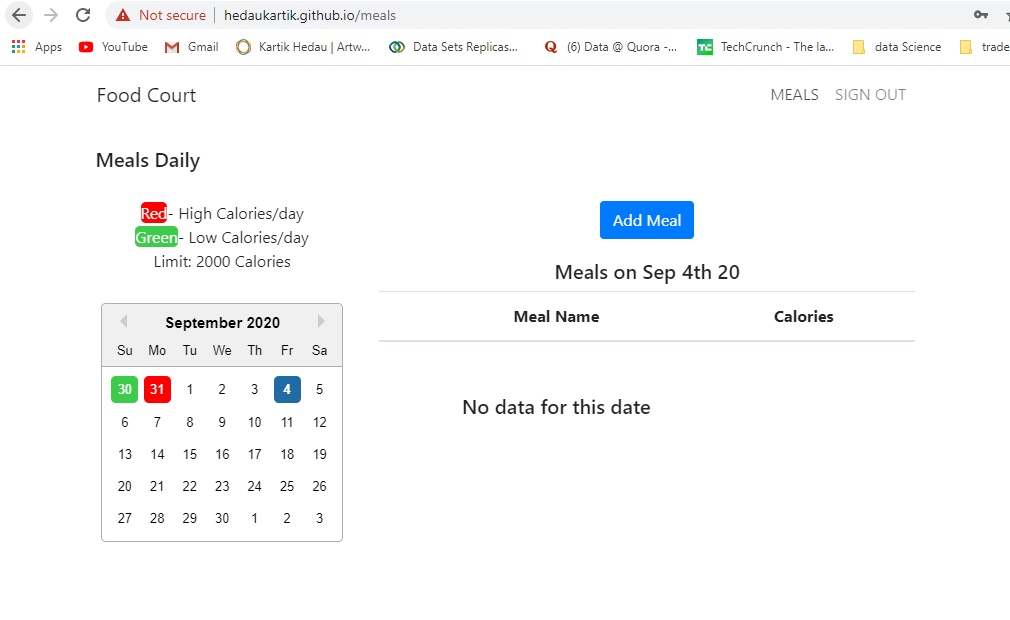 Not secure | hedaukartik.github.io/meals
Apps YouTube Gmail Kartik Hedau | Artw... Data Sets Replicas... (6) Data @ Quora -... TechCrunch - The la... data Science trade
Food Court MEALS SIGN OUT
Meals Daily
Red- High Calories/day
Green- Low Calories/day
Limit: 2000 Calories
Add Meal
Meals on Sep 4th 20
Meal Name Calories
No data for this date
September 2020
Su Mo Tu We Th Fr Sa
30 31 1 2 3 4 5
6 7 8 9 10 11 12
13 14 15 16 17 18 19
20 21 22 23 24 25 26
27 28 29 30 1 2 3